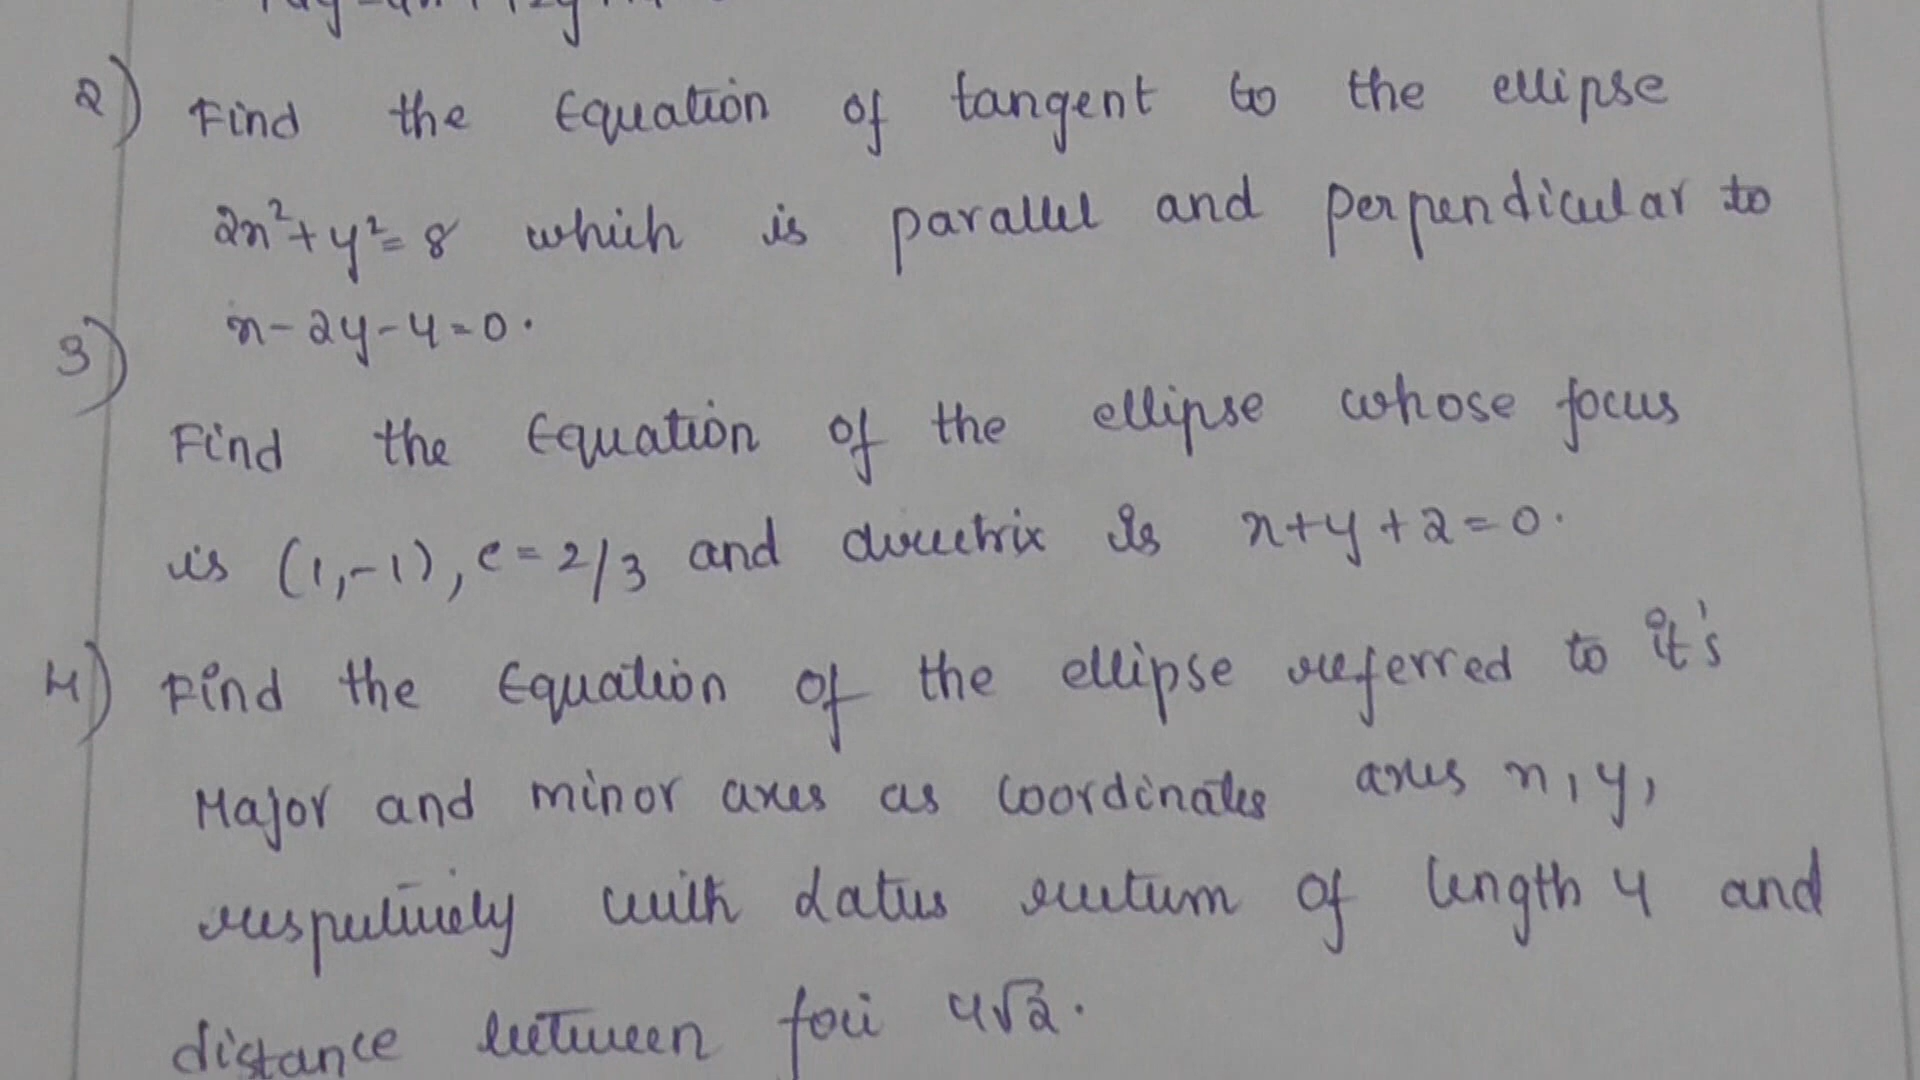 2) Find the Equation of tangent to the ellipse
2x²+y²=8 which is parallel and perpendicular to
x-2y-4=0.
3)
Find the Equation of the ellipse whose focus
is (1,-1), e=2/3 and directrix is x+y+2=0.
4) Find the Equation of the ellipse referred to it's
Major and minor axes as coordinates axes x, y,
respectively with Latus rectum of length 4 and
distance between foci 4√2.